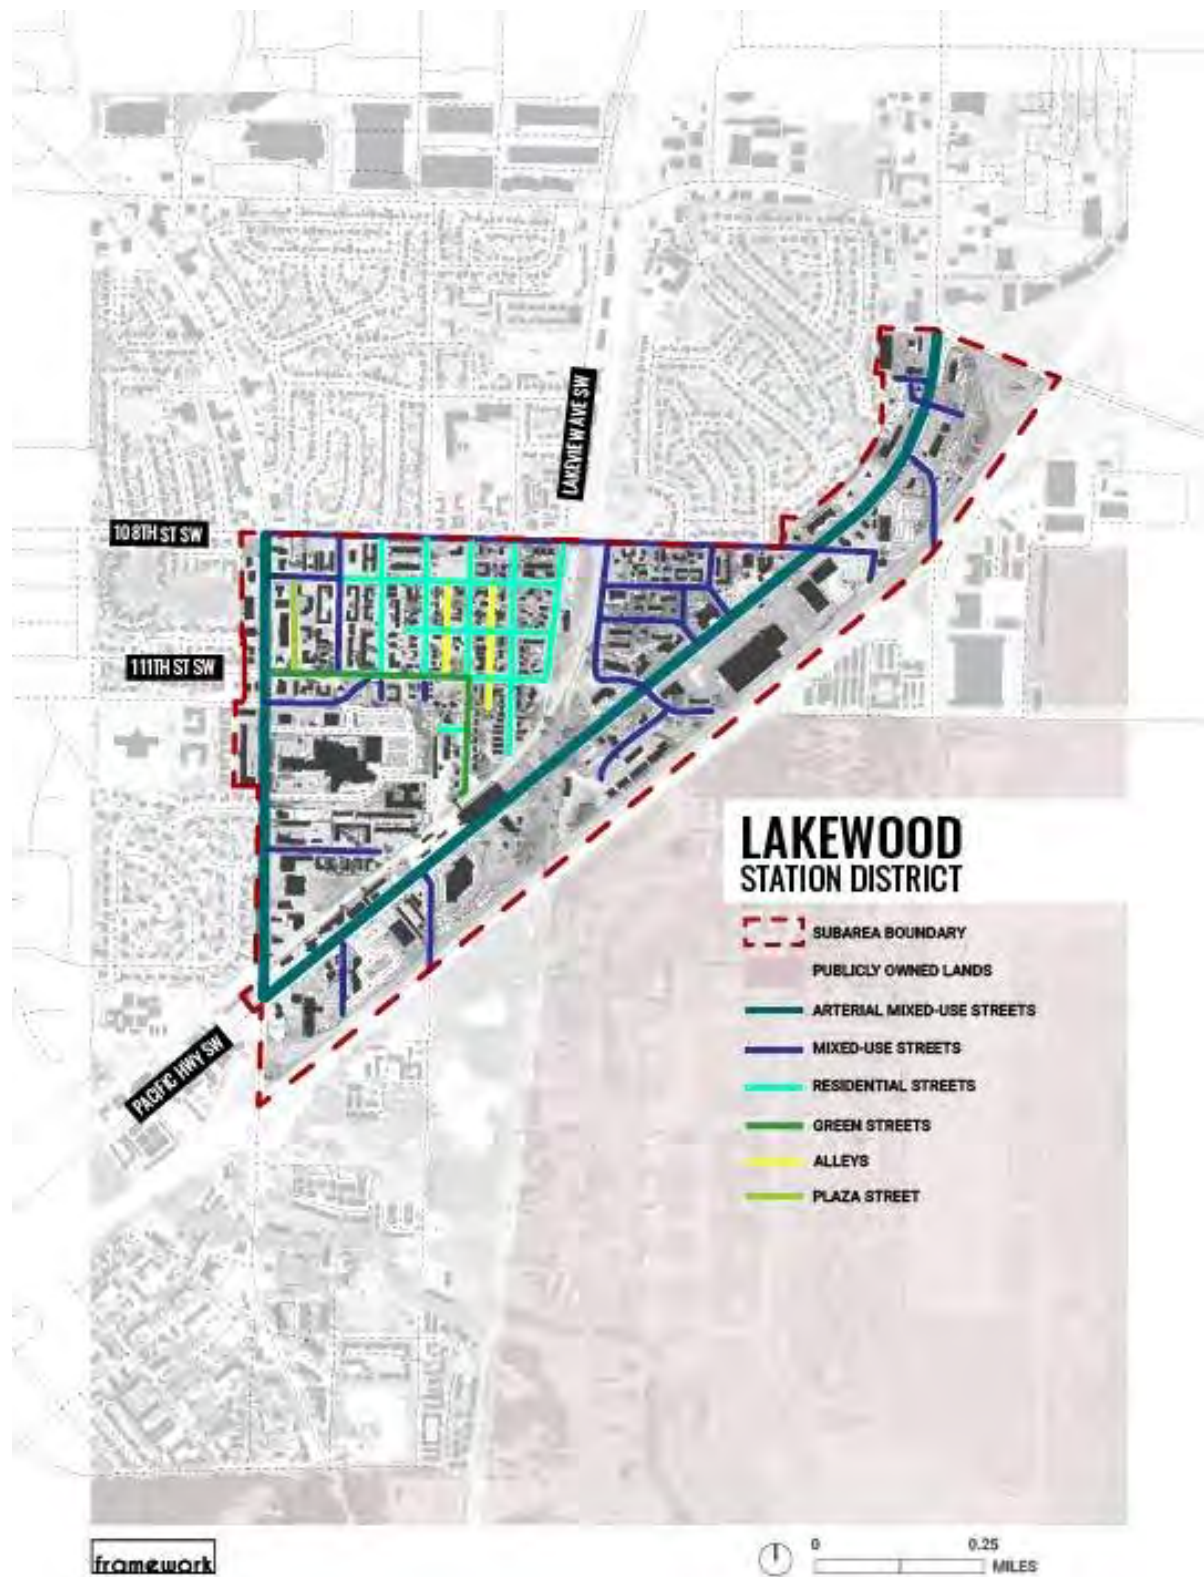 LAKEVIEW AVE SW
108TH ST SW
111TH ST SW
LAKEWOOD
STATION DISTRICT
SUBAREA BOUNDARY
PUBLICLY OWNED LANDS
ARTERIAL MIXED-USE STREETS
MIXED-USE STREETS
RESIDENTIAL STREETS
GREEN STREETS
ALLEYS
PLAZA STREET
PACIFIC HWY SW
framework
0 0.25
MILES